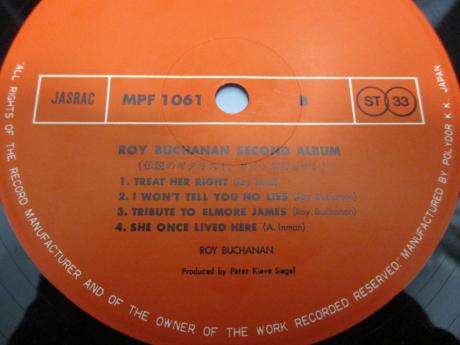 JASRAC MPF 1061 B ST 33
ROY BUCHANAN SECOND ALBUM
1. TREAT HER RIGHT (Roy Head)
2. I WON'T TELL YOU NO LIES (Roy Buchanan)
3. TRIBUTE TO ELMORE JAMES (Roy Buchanan)
4. SHE ONCE LIVED HERE (A. Inman)
ROY BUCHANAN
Produced by Peter Kieve Siegel
"ALL RIGHTS OF THE RECORD MANUFACTURER AND OF THE OWNER OF THE WORK RECORDED RESERVED." MANUFACTURED BY POLYDOR K.K. JAPAN